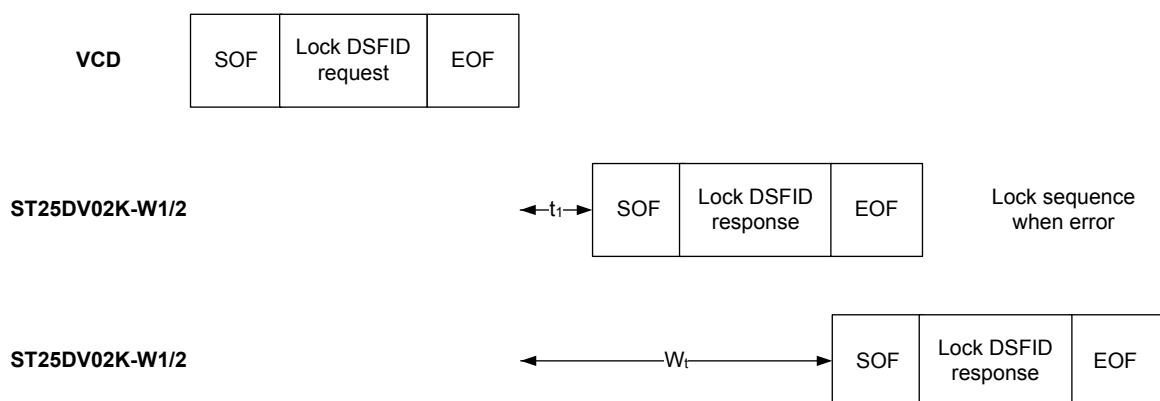 VCD
SOF
Lock DSFID
request
EOF
ST25DV02K-W1/2
t₁
SOF
Lock DSFID
response
EOF
Lock sequence
when error
ST25DV02K-W1/2
Wₜ
SOF
Lock DSFID
response
EOF